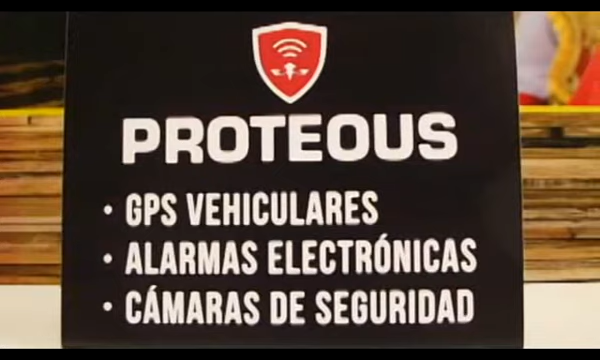 PROTEOUS
• GPS VEHICULARES
• ALARMAS ELECTRÓNICAS
• CÁMARAS DE SEGURIDAD